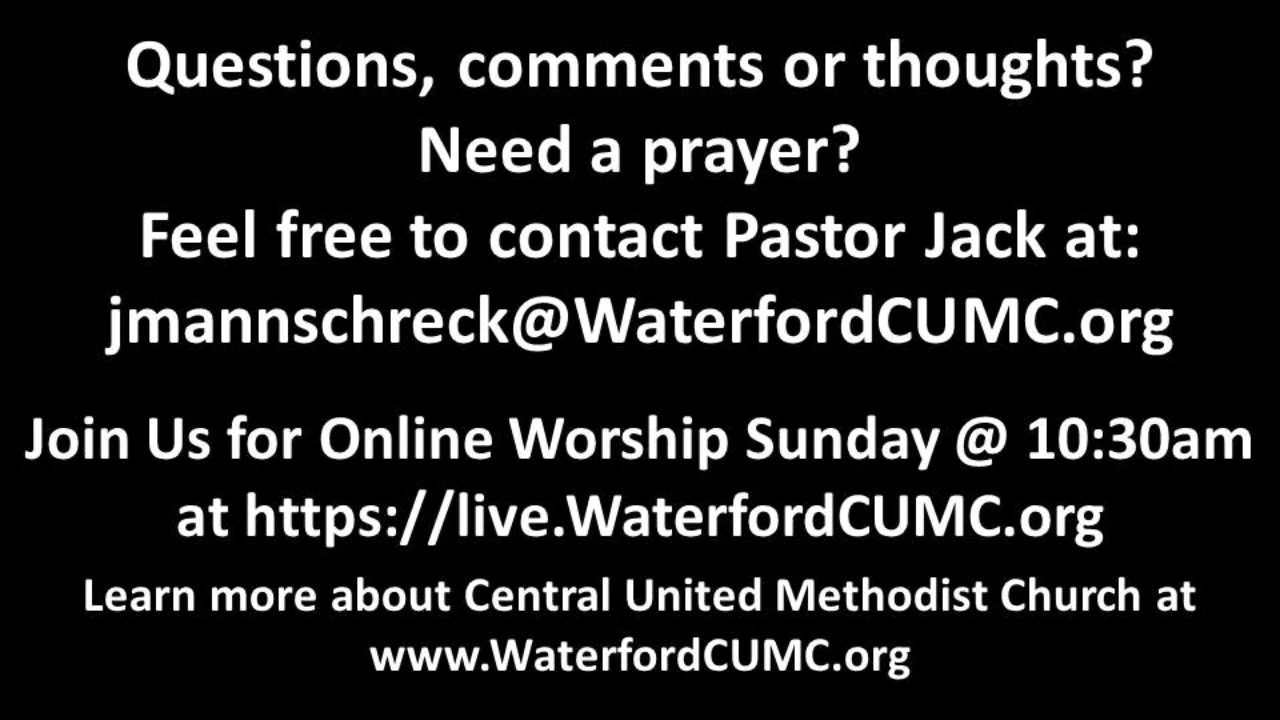 Questions, comments or thoughts?
Need a prayer?
Feel free to contact Pastor Jack at:
jmannschreck@WaterfordCUMC.org
Join Us for Online Worship Sunday @ 10:30am
at https://live.WaterfordCUMC.org
Learn more about Central United Methodist Church at
www.WaterfordCUMC.org